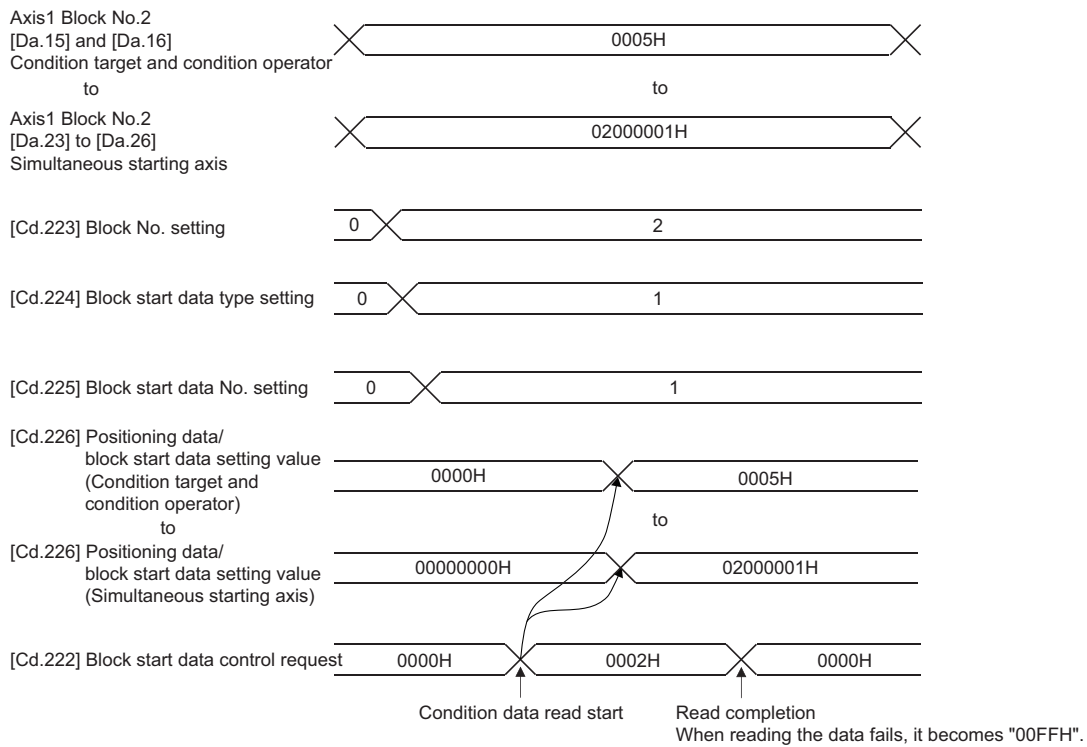 Axis1 Block No.2
[Da.15] and [Da.16]
Condition target and condition operator
0005H
to
to
Axis1 Block No.2
[Da.23] to [Da.26]
Simultaneous starting axis
02000001H
[Cd.223] Block No. setting
0
2
[Cd.224] Block start data type setting
0
1
[Cd.225] Block start data No. setting
0
1
[Cd.226] Positioning data/
block start data setting value
(Condition target and
condition operator)
0000H
0005H
to
to
[Cd.226] Positioning data/
block start data setting value
(Simultaneous starting axis)
00000000H
02000001H
[Cd.222] Block start data control request
0000H
0002H
0000H
Condition data read start
Read completion
When reading the data fails, it becomes "00FFH".